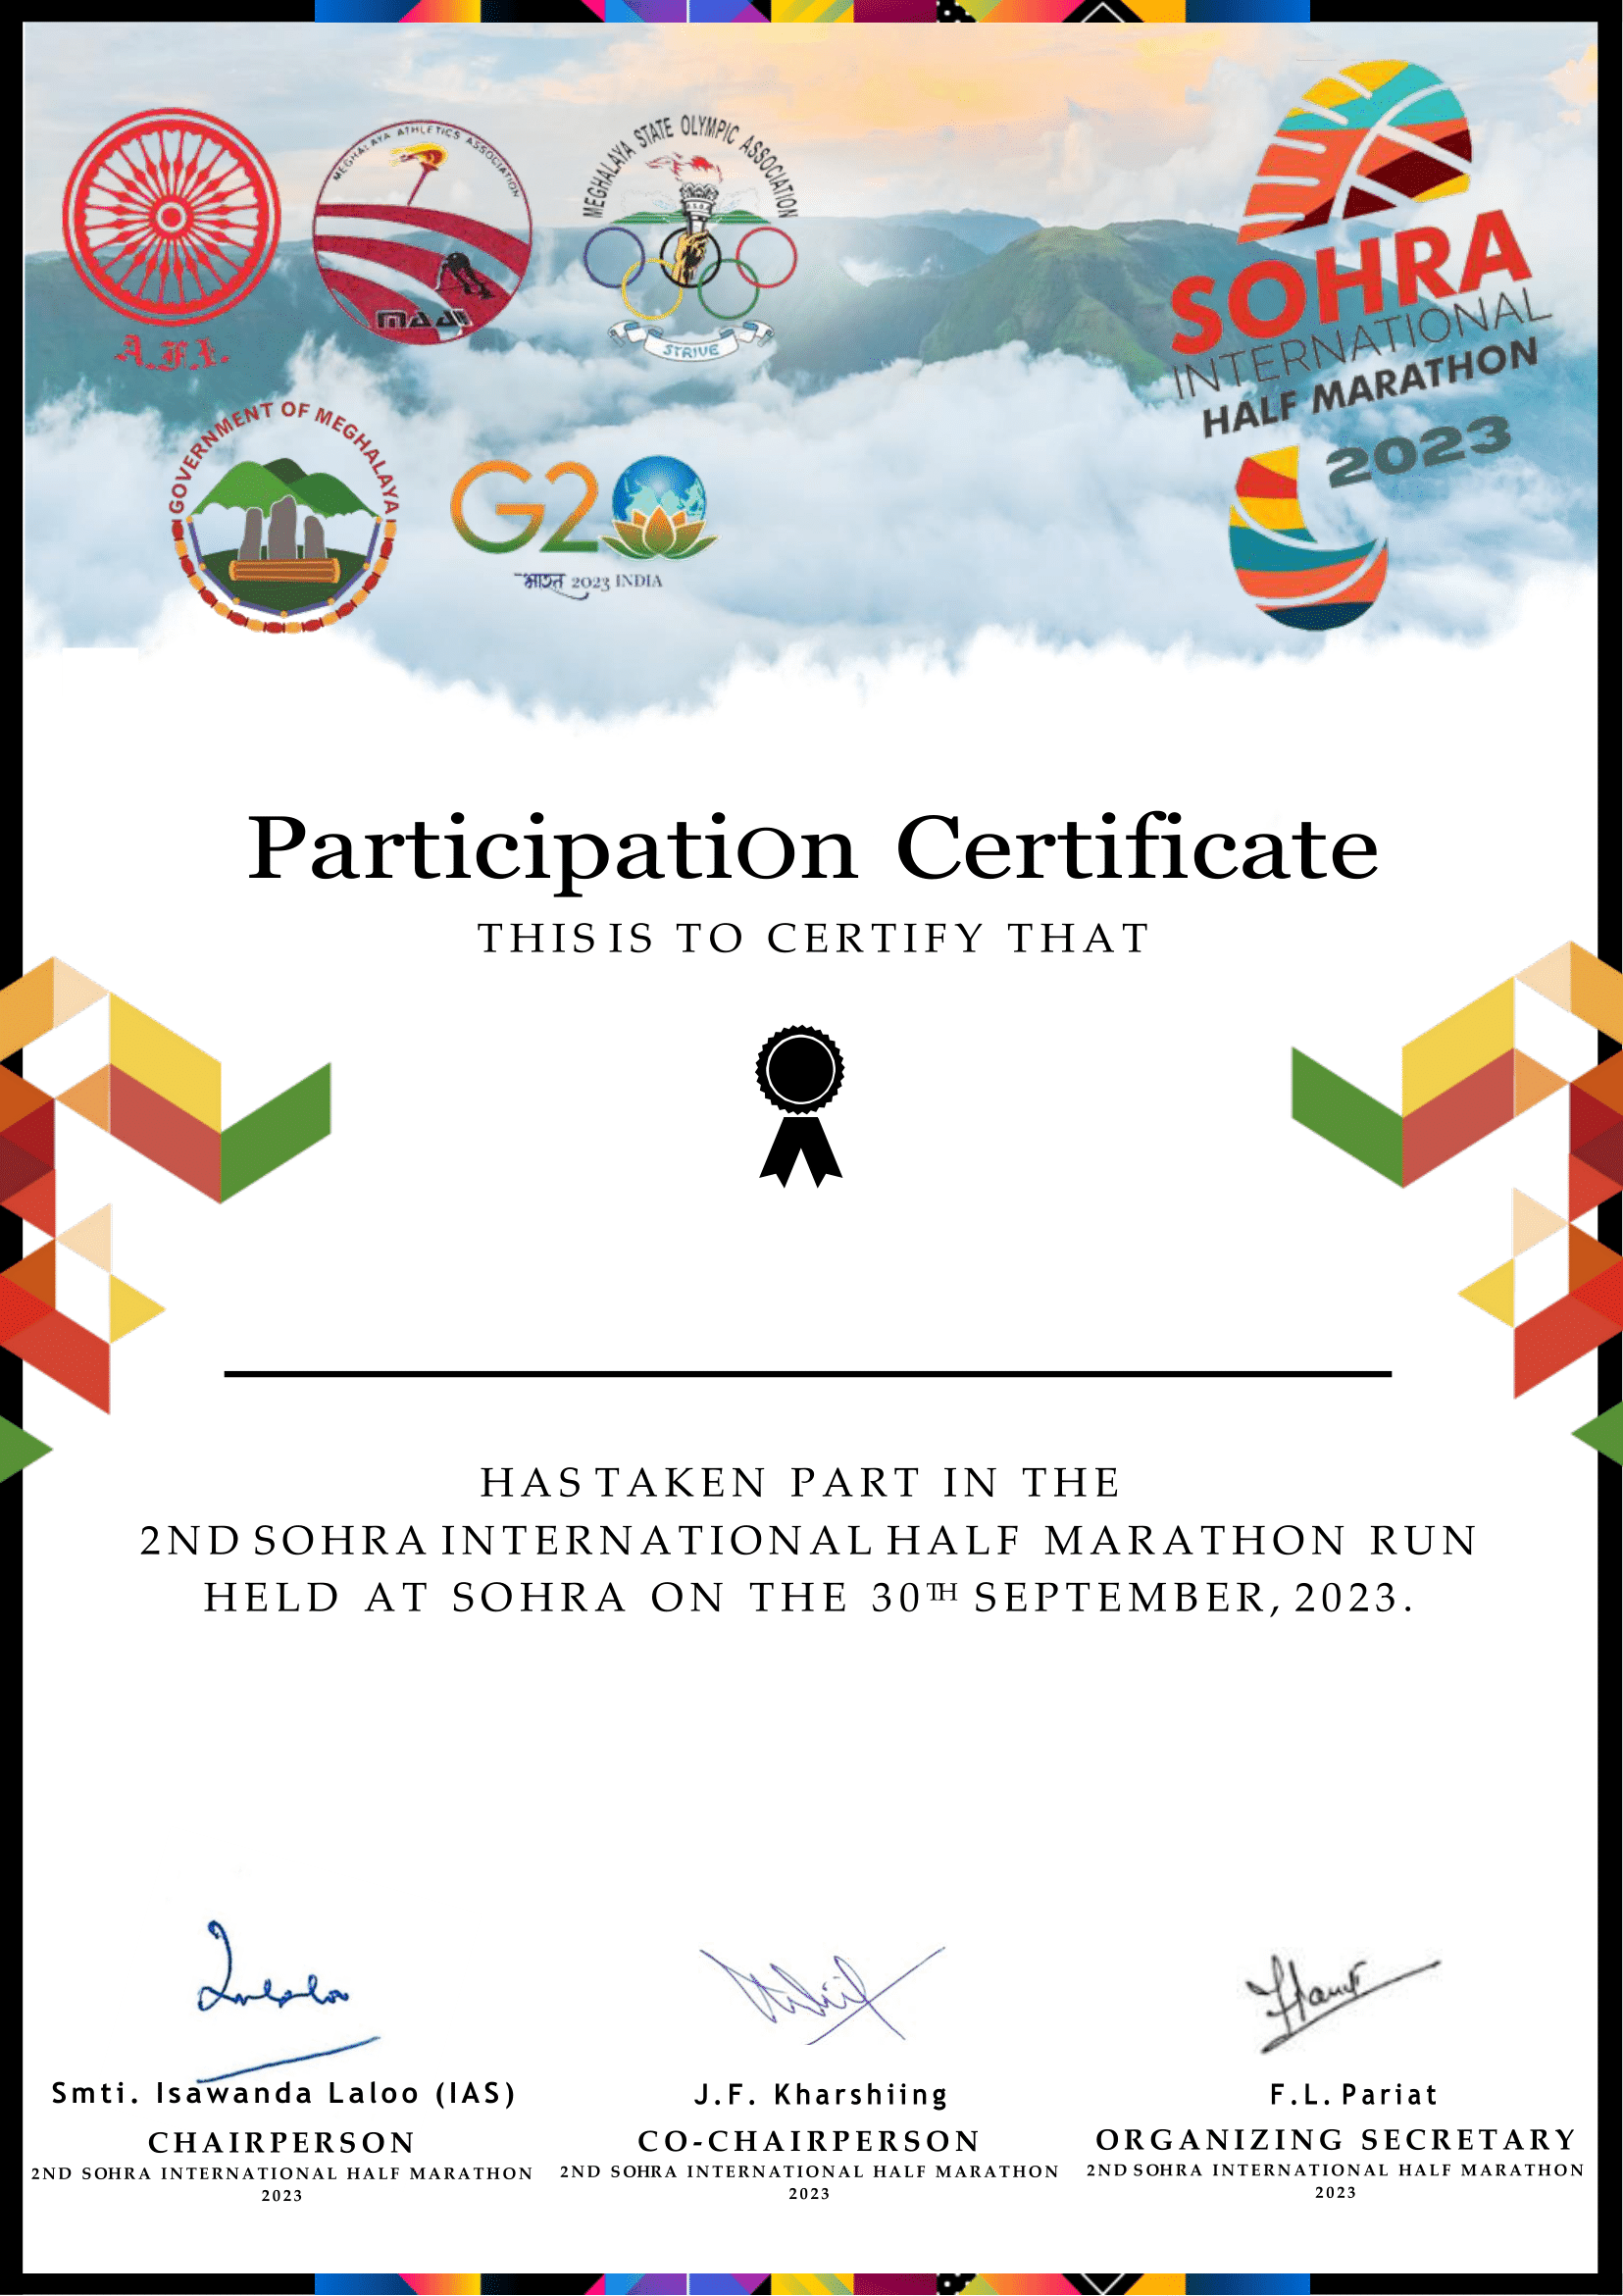 A.F.I.
MEGHALAYA ATHLETICS ASSOCIATION
MAA
MEGHALAYA STATE OLYMPIC ASSOCIATION
STRIVE
GOVERNMENT OF MEGHALAYA
G20
भारत 2023 INDIA
SOHRA
INTERNATIONAL
HALF MARATHON
2023
Participation Certificate
THIS IS TO CERTIFY THAT
HAS TAKEN PART IN THE
2ND SOHRA INTERNATIONAL HALF MARATHON RUN
HELD AT SOHRA ON THE 30TH SEPTEMBER, 2023.
Smti. Isawanda Laloo (IAS)
CHAIRPERSON
2ND SOHRA INTERNATIONAL HALF MARATHON
2023
J.F. Kharshiing
CO-CHAIRPERSON
2ND SOHRA INTERNATIONAL HALF MARATHON
2023
F.L. Pariat
ORGANIZING SECRETARY
2ND SOHRA INTERNATIONAL HALF MARATHON
2023